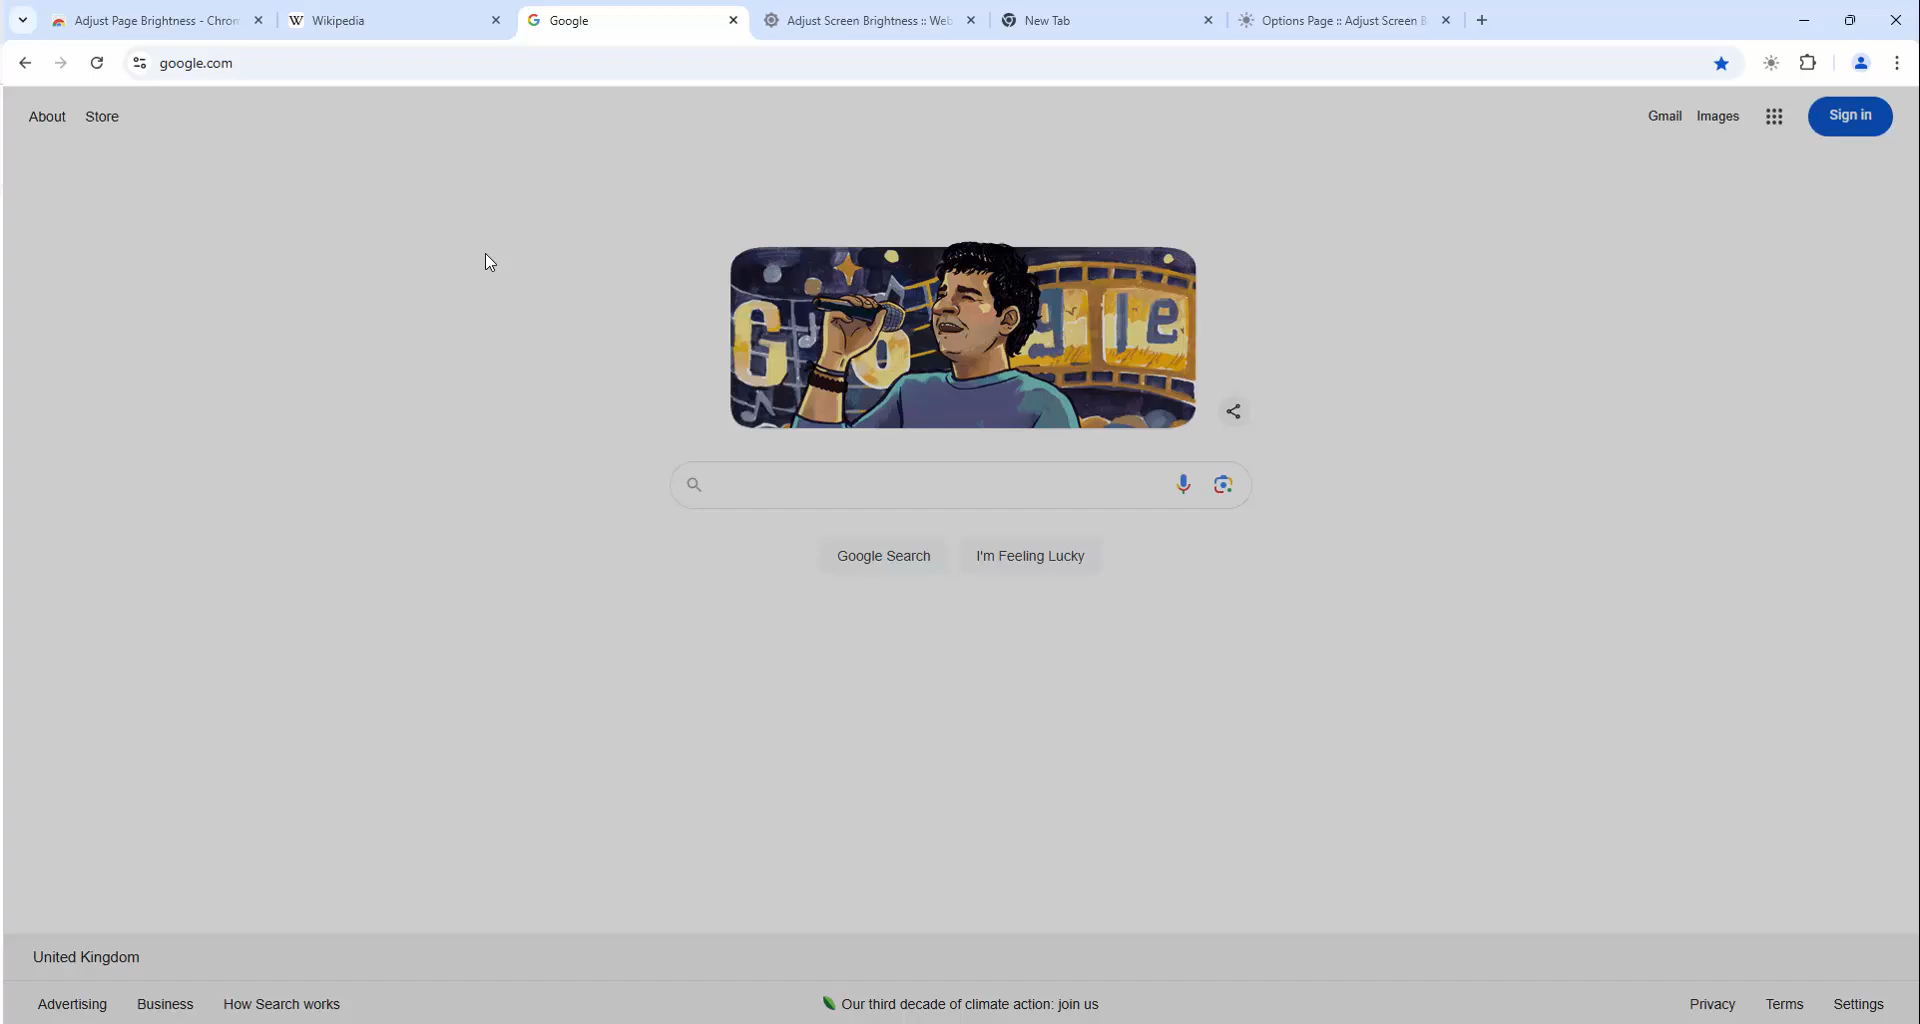 Adjust Page Brightness - Chrom
Wikipedia
Google
Adjust Screen Brightness :: Web
New Tab
Options Page :: Adjust Screen B
google.com
About
Store
Gmail
Images
Sign in
G o g l e
Google Search
I'm Feeling Lucky
United Kingdom
Advertising
Business
How Search works
Our third decade of climate action: join us
Privacy
Terms
Settings